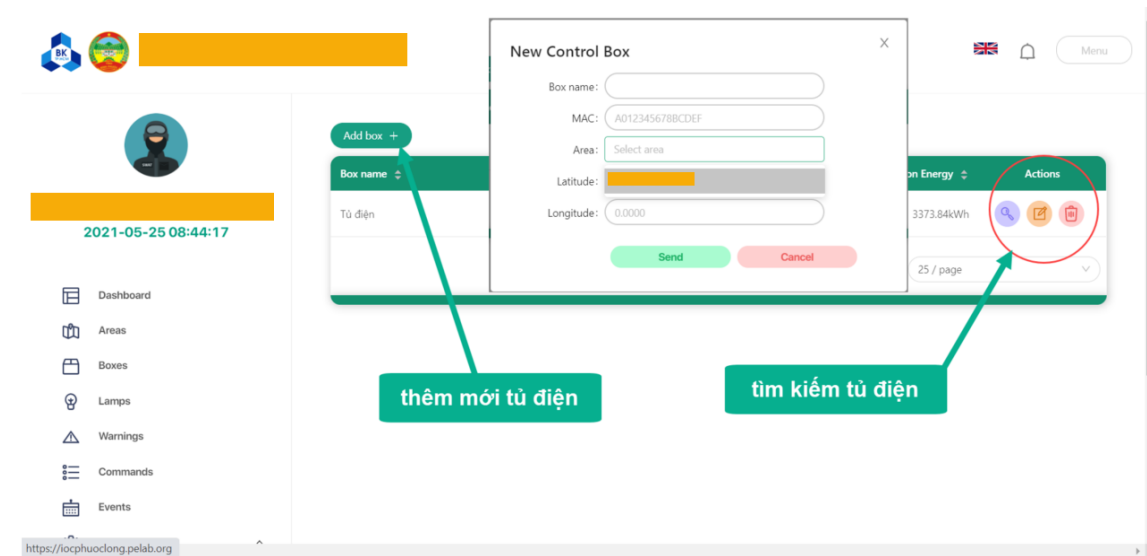 BK
New Control Box
X
Menu
Box name:
MAC: A012345678BCDEF
Area: Select area
Latitude:
Longitude: 0.0000
Send Cancel
Add box +
Box name
on Energy
Actions
Tủ điện
3373.84kWh
25 / page
2021-05-25 08:44:17
Dashboard
Areas
Boxes
Lamps
Warnings
Commands
Events
thêm mới tủ điện
tìm kiếm tủ điện
https://iocphuoclong.pelab.org